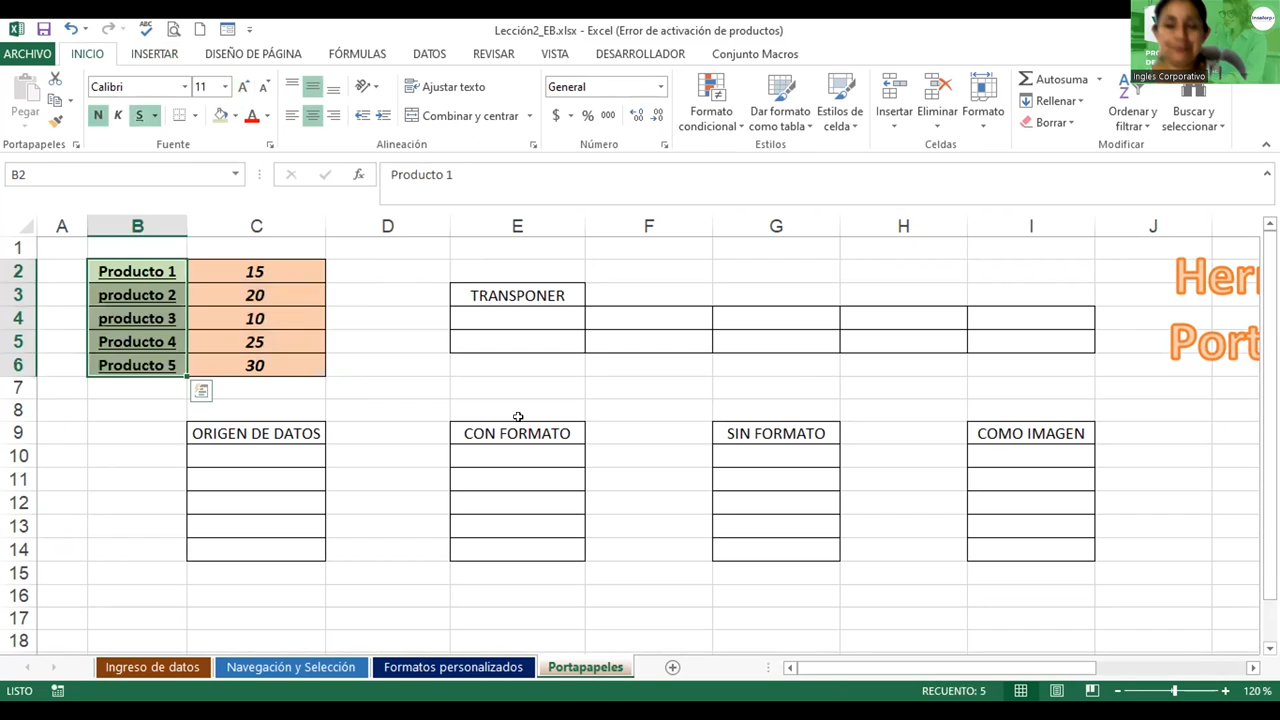 Lección2_EB.xlsx - Excel (Error de activación de productos)
ARCHIVO INICIO INSERTAR DISEÑO DE PÁGINA FÓRMULAS DATOS REVISAR VISTA DESARROLLADOR Conjunto Macros
Ingles Corporativo
Pegar
Calibri 11
N K S
Ajustar texto
Combinar y centrar
General
$ % 000
Formato condicional
Dar formato como tabla
Estilos de celda
Insertar Eliminar Formato
Autosuma
Rellenar
Borrar
Ordenar y filtrar
Buscar y seleccionar
Portapapeles Fuente Alineación Número Estilos Celdas Modificar
B2 Producto 1
A B C D E F G H I J
1
2 Producto 1 15
3 producto 2 20 TRANSPONER
4 producto 3 10
5 Producto 4 25
6 Producto 5 30
Port
7
8
9 ORIGEN DE DATOS CON FORMATO SIN FORMATO COMO IMAGEN
10
11
12
13
14
15
16
17
18
Ingreso de datos Navegación y Selección Formatos personalizados Portapapeles
LISTO RECUENTO: 5 120 %